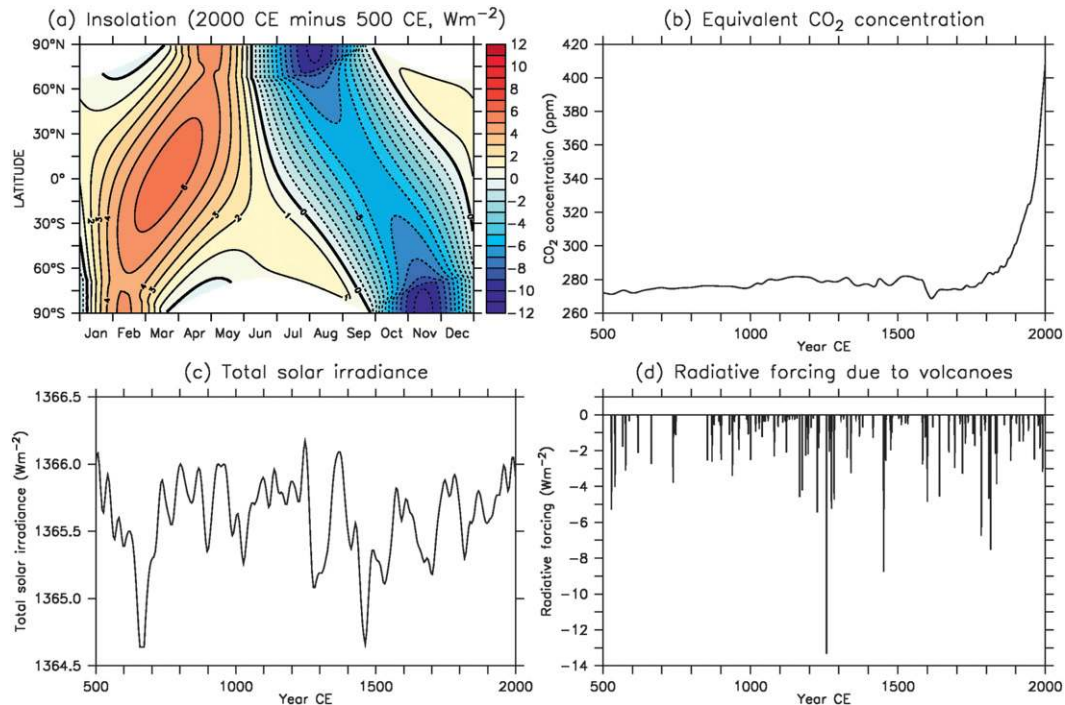 (a) Insolation (2000 CE minus 500 CE, Wm⁻²)
90°N
60°N
30°N
0°
30°S
60°S
90°S
LATITUDE
Jan Feb Mar Apr May Jun Jul Aug Sep Oct Nov Dec
12
10
8
6
4
2
0
-2
-4
-6
-8
-10
-12
(b) Equivalent CO₂ concentration
420
400
380
360
340
320
300
280
260
CO₂ concentration (ppm)
500 1000 1500 2000
Year CE
(c) Total solar irradiance
1366.5
1366.0
1365.5
1365.0
1364.5
Total solar irradiance (Wm⁻²)
500 1000 1500 2000
Year CE
(d) Radiative forcing due to volcanoes
0
-2
-4
-6
-8
-10
-12
-14
Radiative forcing (Wm⁻²)
500 1000 1500 2000
Year CE